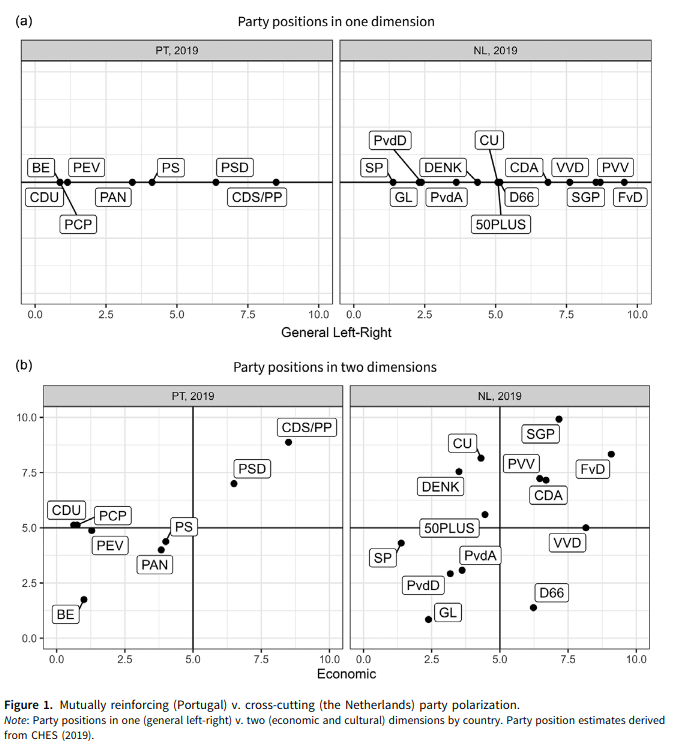 (a)
Party positions in one dimension
PT, 2019
NL, 2019
PvdD
CU
BE
PEV
PS
PSD
SP
DENK
CDA
VVD
PVV
CDU
PAN
CDS/PP
GL
PvdA
D66
SGP
FvD
PCP
50PLUS
0.0 2.5 5.0 7.5 10.0
0.0 2.5 5.0 7.5 10.0
General Left-Right
(b)
Party positions in two dimensions
PT, 2019
NL, 2019
10.0
7.5
5.0
2.5
0.0
CDS/PP
PSD
CDU
PCP
PS
PEV
PAN
BE
SGP
CU
PVV
FvD
DENK
CDA
50PLUS
VVD
SP
PvdA
PvdD
D66
GL
0.0 2.5 5.0 7.5 10.0
0.0 2.5 5.0 7.5 10.0
Economic
Figure 1. Mutually reinforcing (Portugal) v. cross-cutting (the Netherlands) party polarization.
Note: Party positions in one (general left-right) v. two (economic and cultural) dimensions by country. Party position estimates derived
from CHES (2019).